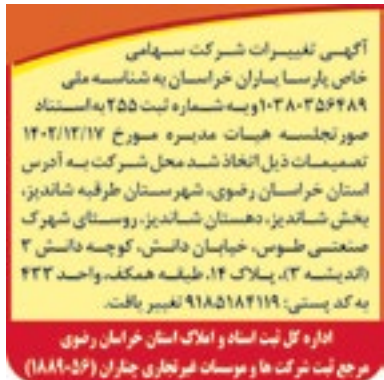 آگهی تغییرات شرکت سهامی
خاص پارسا یاران خراسان به شناسه ملی
۱۰۳۸۰۳۵۶۴۸۹ و به شماره ثبت ۲۵۵ به استناد
صورتجلسه هیات مدیره مورخ ۱۴۰۲/۱۲/۱۷
تصمیمات ذیل اتخاذ شد محل شرکت به آدرس
استان خراسان رضوی، شهرستان طرقبه شاندیز،
بخش شاندیز، دهستان شاندیز، روستای شهرک
صنعتی طوس، خیابان دانش، کوچه دانش ۳
(اندیشه ۳)، پلاک ۱۴، طبقه همکف، واحد ۴۳۳
به کد پستی: ۹۱۸۵۱۸۴۱۱۹ تغییر یافت.
اداره کل ثبت اسناد و املاک استان خراسان رضوی
مرجع ثبت شرکت ها و موسسات غیرتجاری چناران (۱۸۸۹۰۵۶)